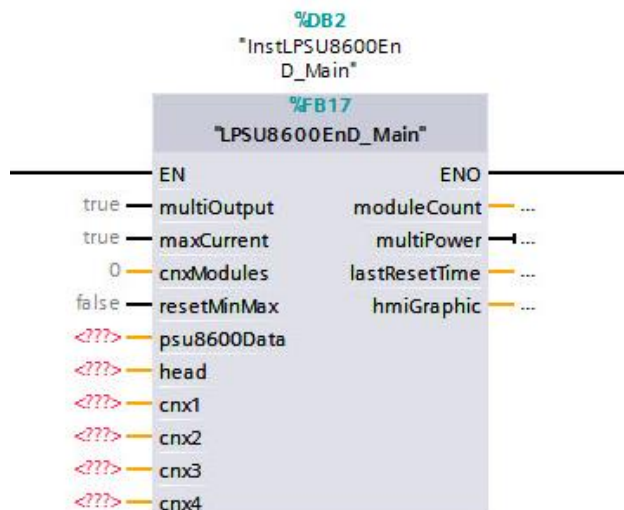 %DB2
"InstLPSU8600En
D_Main"
%FB17
"LPSU8600EnD_Main"
EN ENO
true multiOutput moduleCount ...
true maxCurrent multiPower ...
0 cnxModules lastResetTime ...
false resetMinMax hmiGraphic ...
<???> psu8600Data
<???> head
<???> cnx1
<???> cnx2
<???> cnx3
<???> cnx4